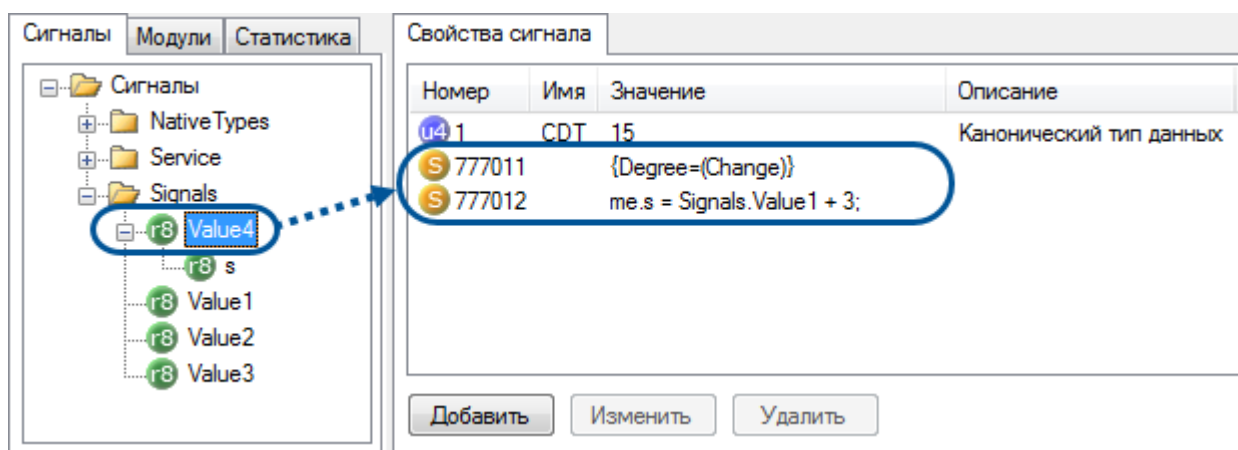 Сигналы Модули Статистика
Сигналы
NativeTypes
Service
Signals
r8 Value4
r8 s
r8 Value1
r8 Value2
r8 Value3
Свойства сигнала
Номер Имя Значение Описание
u4 1 CDT 15 Канонический тип данных
S 777011 {Degree=(Change)}
S 777012 me.s = Signals.Value1 + 3;
Добавить Изменить Удалить